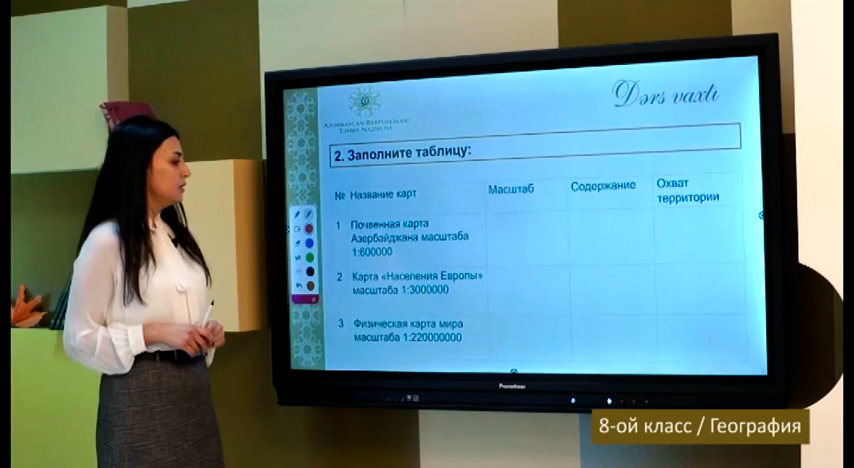 Dərs vaxtı
AZƏRBAYCAN RESPUBLİKASI
TƏHSİL NAZİRLİYİ
2. Заполните таблицу:
№ Название карт Масштаб Содержание Охват
территории
1 Почвенная карта
Азербайджана масштаба
1:600000
2 Карта «Населения Европы»
масштаба 1:3000000
3 Физическая карта мира
масштаба 1:220000000
Promethean
8-ой класс / География